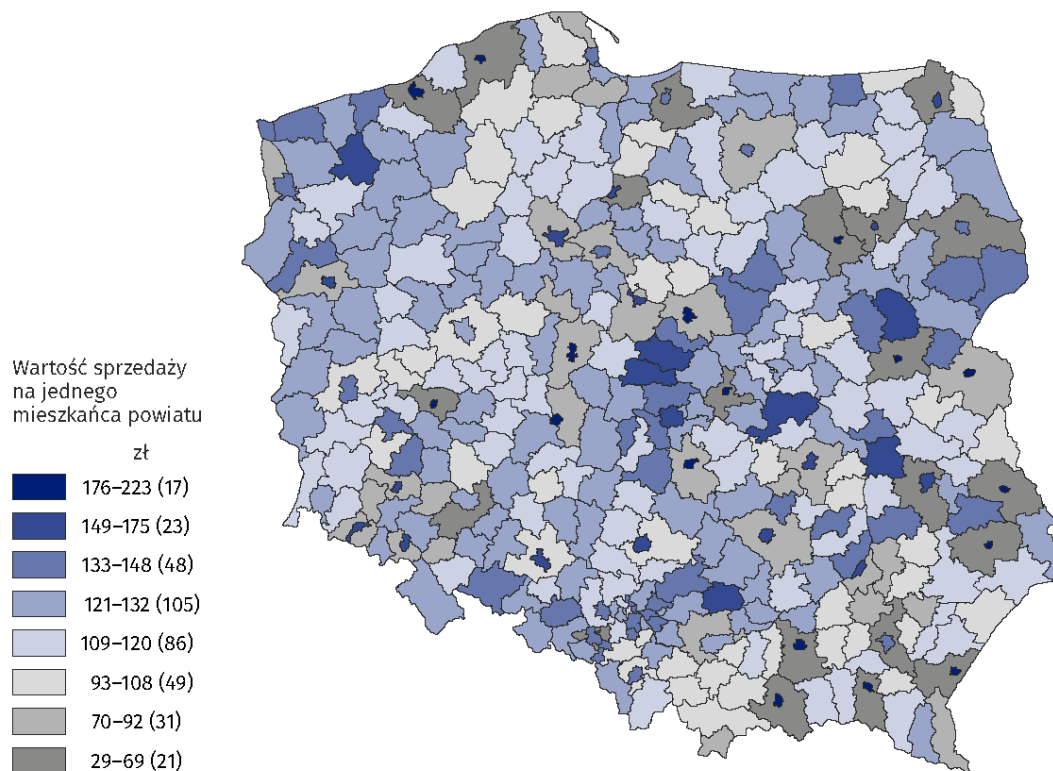 Wartość sprzedaży
na jednego
mieszkańca powiatu
zł
176–223 (17)
149–175 (23)
133–148 (48)
121–132 (105)
109–120 (86)
93–108 (49)
70–92 (31)
29–69 (21)